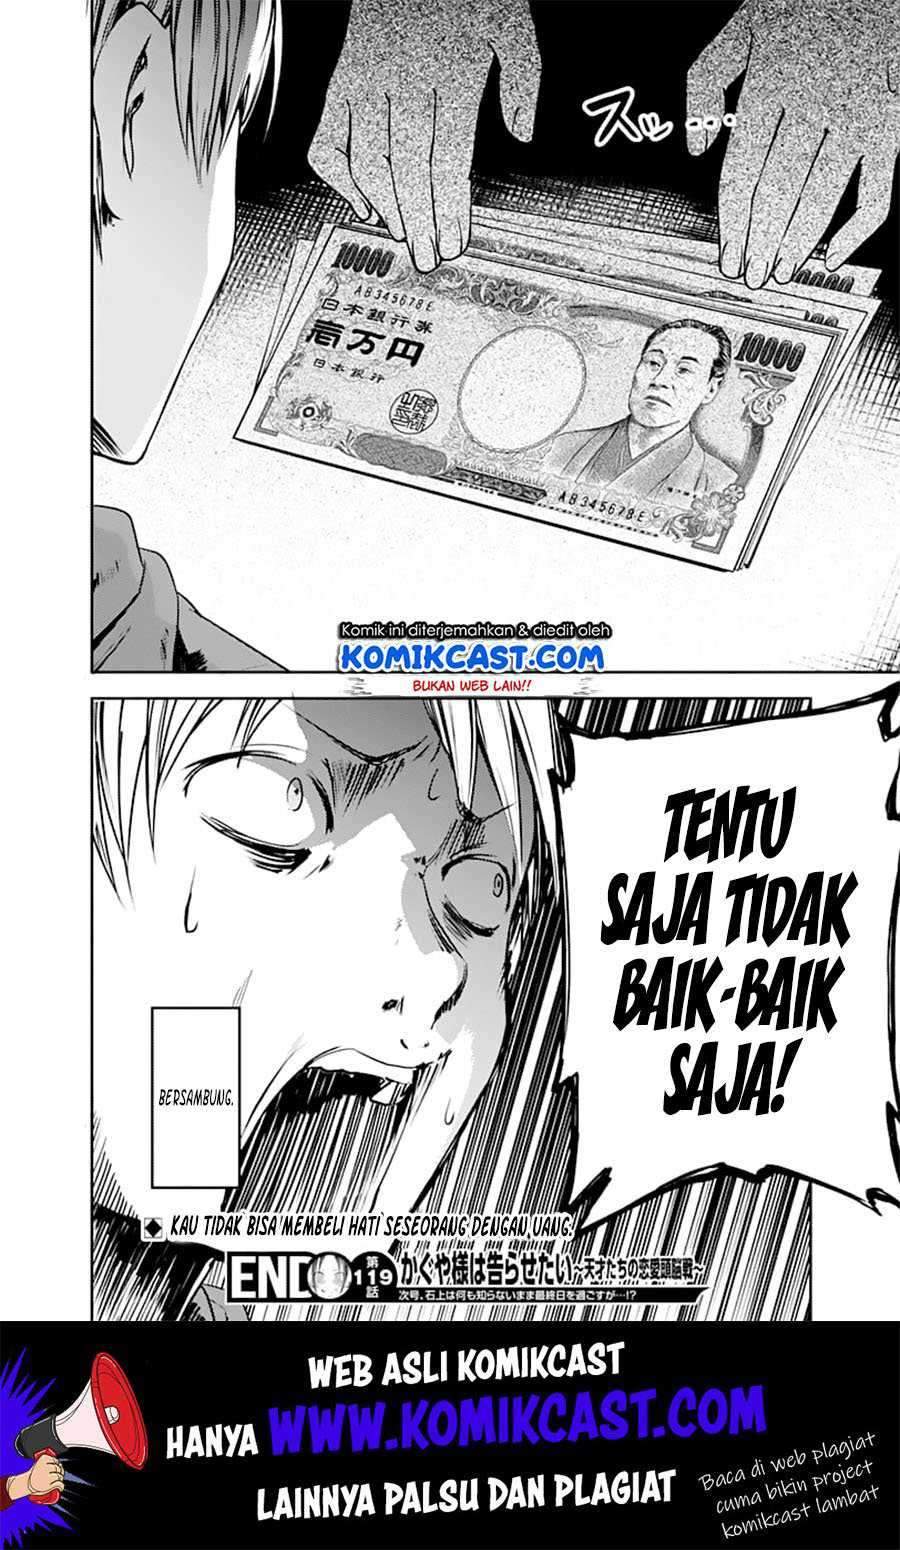 スッ...
10000
10000
AB345678E
日本銀行券
壱万円
日本銀行
10000
AB345678E
Komik ini diterjemahkan & diedit oleh
KOMIKCAST.COM
BUKAN WEB LAIN!!
TENTU
SAJA TIDAK
BAIK-BAIK
SAJA!
BERSAMBUNG.
KAU TIDAK BISA MEMBELI HATI SESEORANG DENGAN UANG.
END 第119話 かぐや様は告らせたい~天才たちの恋愛頭脳戦~
次号、石上は何も知らないまま最終日を過ごすが…!?
WEB ASLI KOMIKCAST
HANYA WWW.KOMIKCAST.COM
LAINNYA PALSU DAN PLAGIAT
Baca di web plagiat
cuma bikin project
komikcast lambat